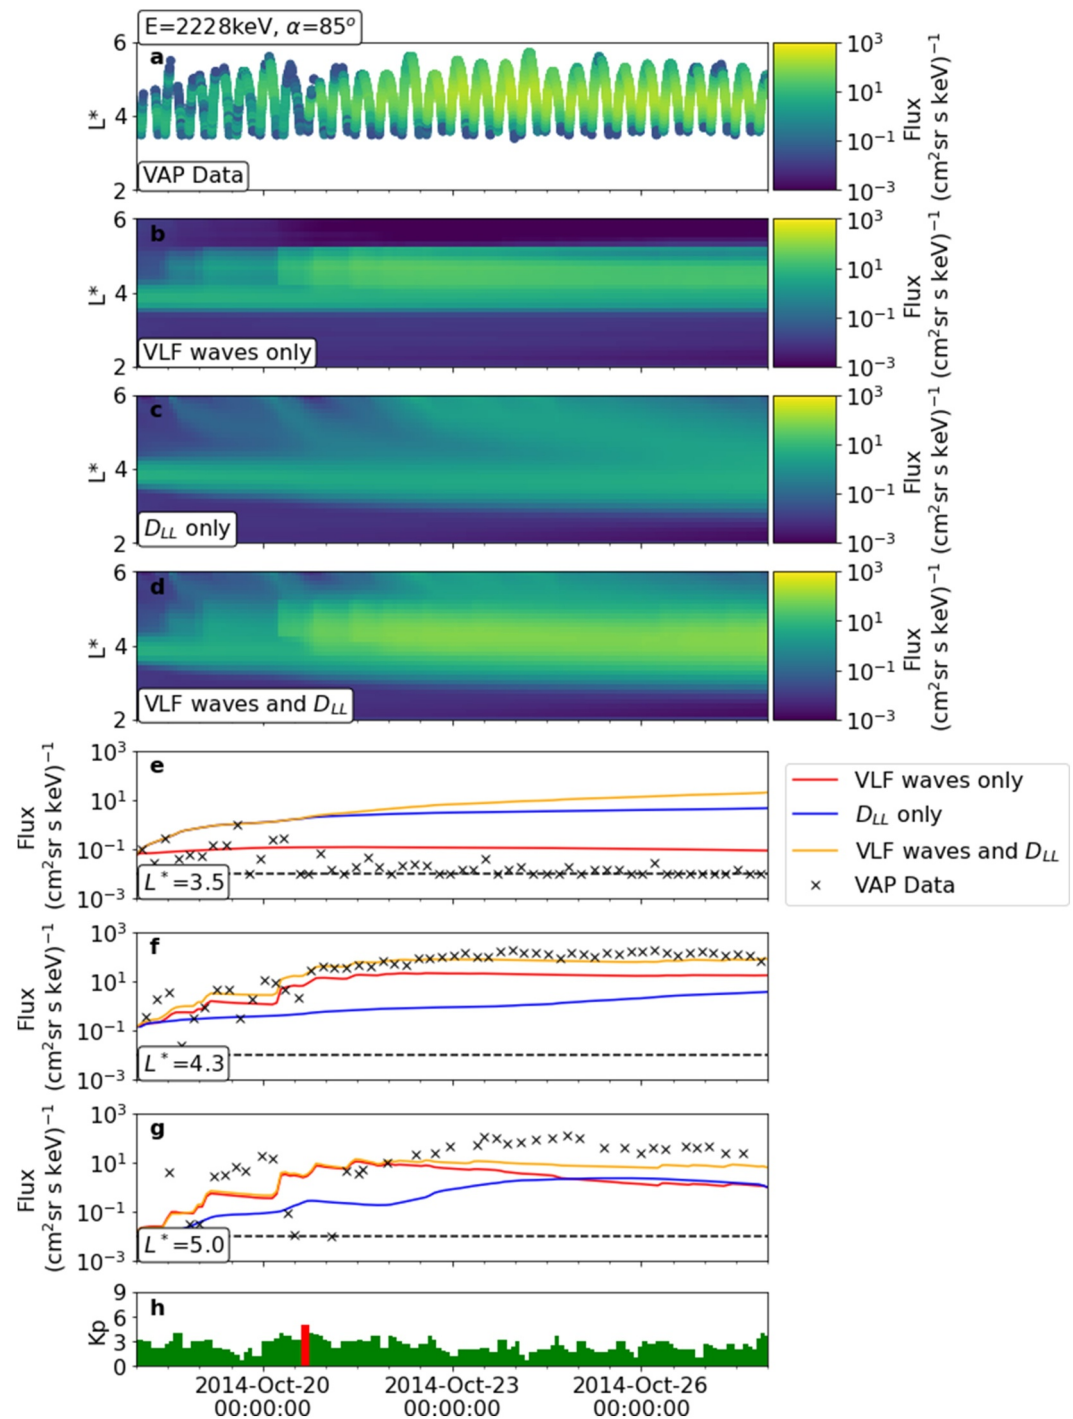 E=2228keV, α=85°
a
6
4
2
L*
VAP Data
10³
10¹
10⁻¹
10⁻³
Flux
(cm²sr s keV)⁻¹
b
6
4
2
L*
VLF waves only
10³
10¹
10⁻¹
10⁻³
Flux
(cm²sr s keV)⁻¹
c
6
4
2
L*
D_LL only
10³
10¹
10⁻¹
10⁻³
Flux
(cm²sr s keV)⁻¹
d
6
4
2
L*
VLF waves and D_LL
10³
10¹
10⁻¹
10⁻³
Flux
(cm²sr s keV)⁻¹
e
10³
10¹
10⁻¹
10⁻³
Flux
(cm²sr s keV)⁻¹
L*=3.5
VLF waves only
D_LL only
VLF waves and D_LL
VAP Data
f
10³
10¹
10⁻¹
10⁻³
Flux
(cm²sr s keV)⁻¹
L*=4.3
g
10³
10¹
10⁻¹
10⁻³
Flux
(cm²sr s keV)⁻¹
L*=5.0
h
9
6
3
0
Kp
2014-Oct-20 2014-Oct-23 2014-Oct-26
00:00:00 00:00:00 00:00:00